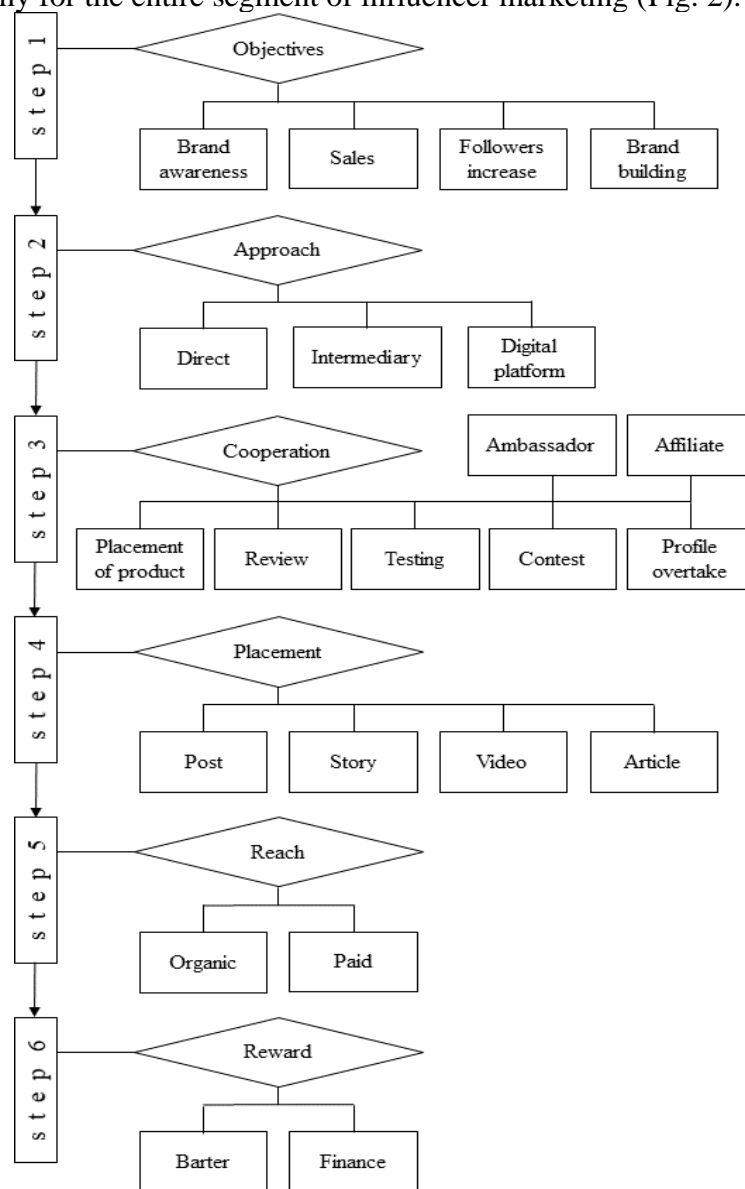 for the entire segment of influencer marketing (Fig. 2).
step 1
Objectives
Brand
awareness
Sales
Followers
increase
Brand
building
step 2
Approach
Direct
Intermediary
Digital
platform
step 3
Cooperation
Ambassador
Affiliate
Placement
of product
Review
Testing
Contest
Profile
overtake
step 4
Placement
Post
Story
Video
Article
step 5
Reach
Organic
Paid
step 6
Reward
Barter
Finance